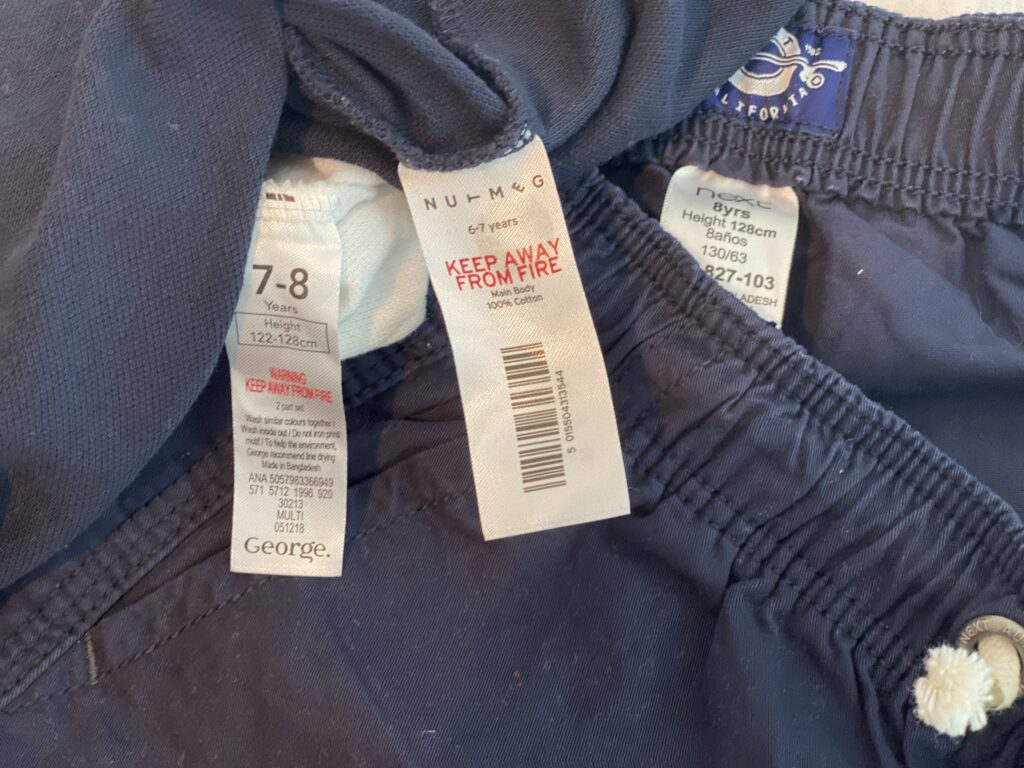 7-8
Years
Height
122-128cm
WARNING
KEEP AWAY FROM FIRE
2 part set
Wash similar colours together /
Wash inside out / Do not iron print
motif / To help the environment,
George recommend line drying
Made in Bangladesh
ANA 5057983366949
571 5712 1996 920
30213
MULTI
051218
George.
NUTMEG
6-7 years
KEEP AWAY
FROM FIRE
Main Body
100% Cotton
5 015504313544
next
8yrs
Height 128cm
8años
130/63
827-103
LIFORNIA
NEXT